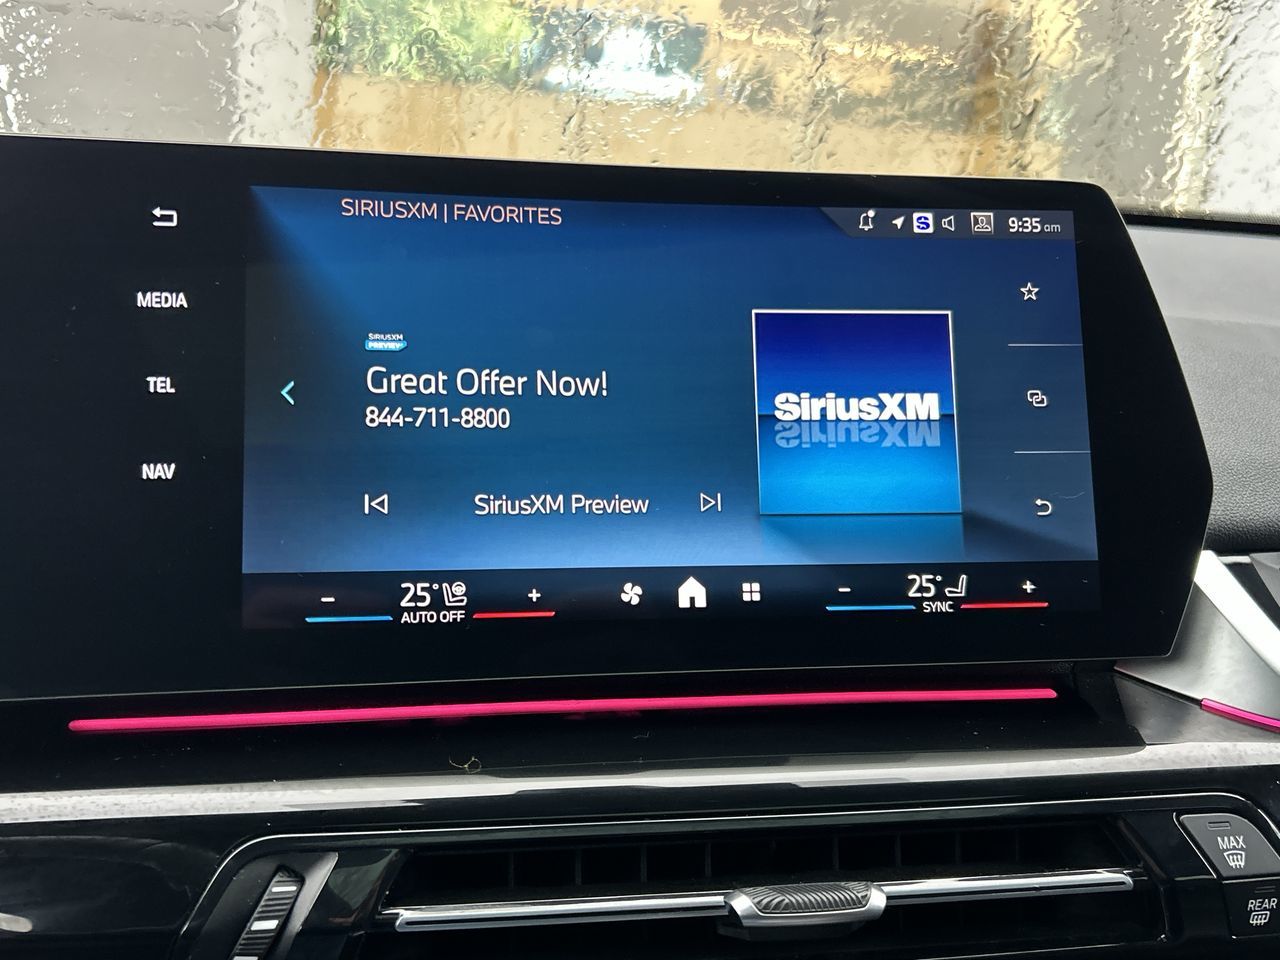 SIRIUSXM | FAVORITES
S
9:35 am
MEDIA
TEL
NAV
SIRIUSXM
PREVIEW
Great Offer Now!
844-711-8800
SiriusXM Preview
SiriusXM
SiriusXM
- 25° +
AUTO OFF
- 25° +
SYNC
MAX
REAR